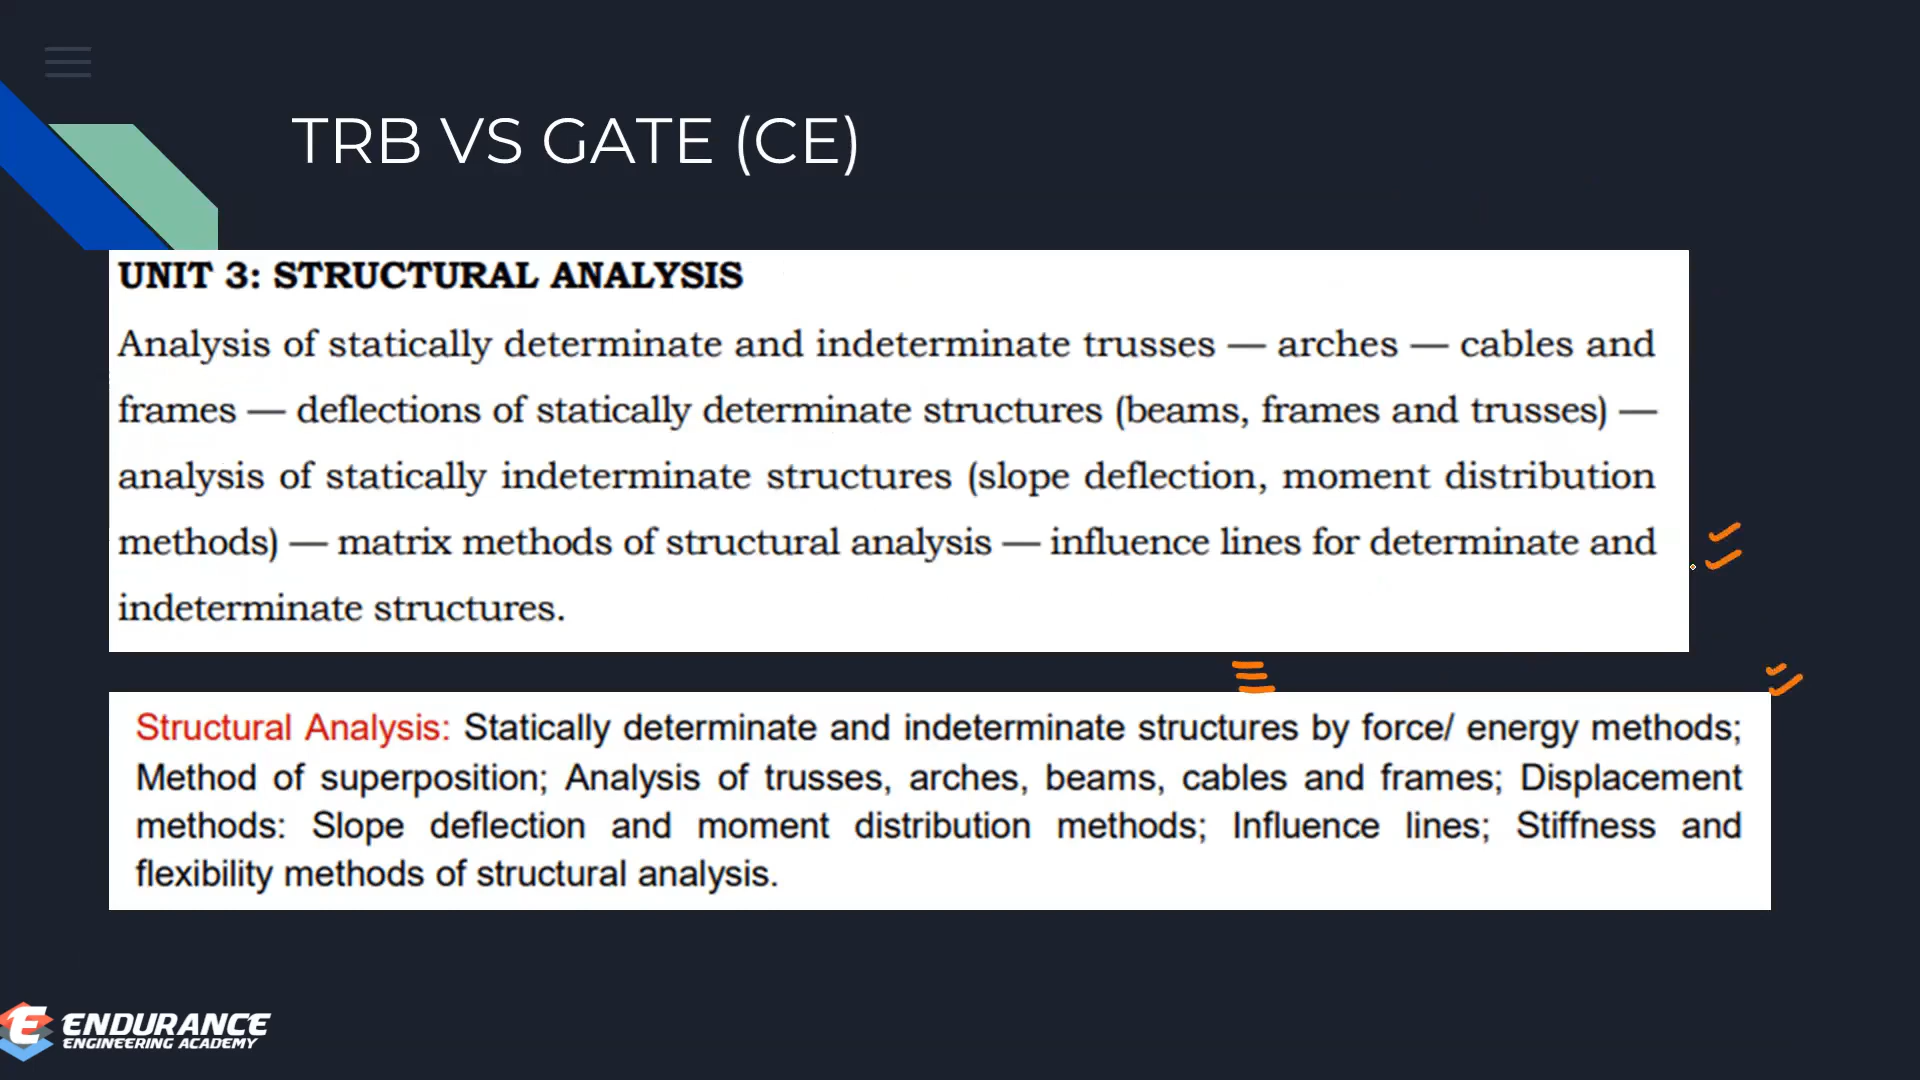 TRB VS GATE (CE)
UNIT 3: STRUCTURAL ANALYSIS
Analysis of statically determinate and indeterminate trusses — arches — cables and
frames — deflections of statically determinate structures (beams, frames and trusses) —
analysis of statically indeterminate structures (slope deflection, moment distribution
methods) — matrix methods of structural analysis — influence lines for determinate and
indeterminate structures.
Structural Analysis: Statically determinate and indeterminate structures by force/ energy methods;
Method of superposition; Analysis of trusses, arches, beams, cables and frames; Displacement
methods: Slope deflection and moment distribution methods; Influence lines; Stiffness and
flexibility methods of structural analysis.
ENDURANCE
ENGINEERING ACADEMY